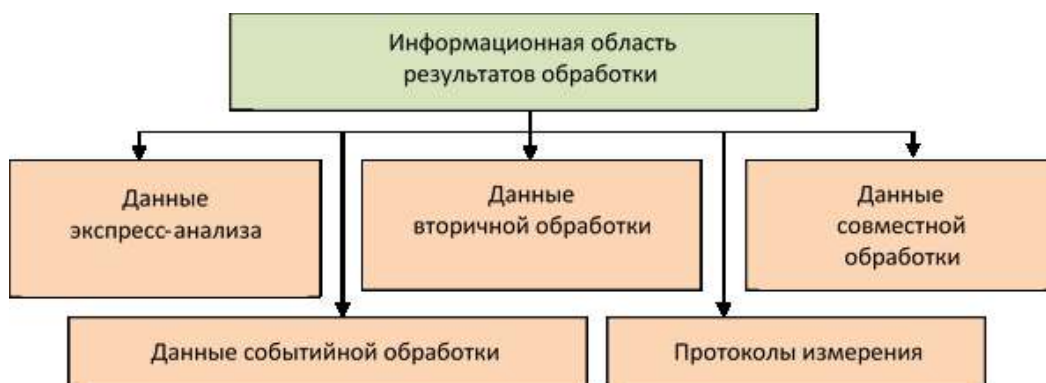 Информационная область
результатов обработки
Данные
экспресс-анализа
Данные
вторичной обработки
Данные
совместной
обработки
Данные событийной обработки
Протоколы измерения